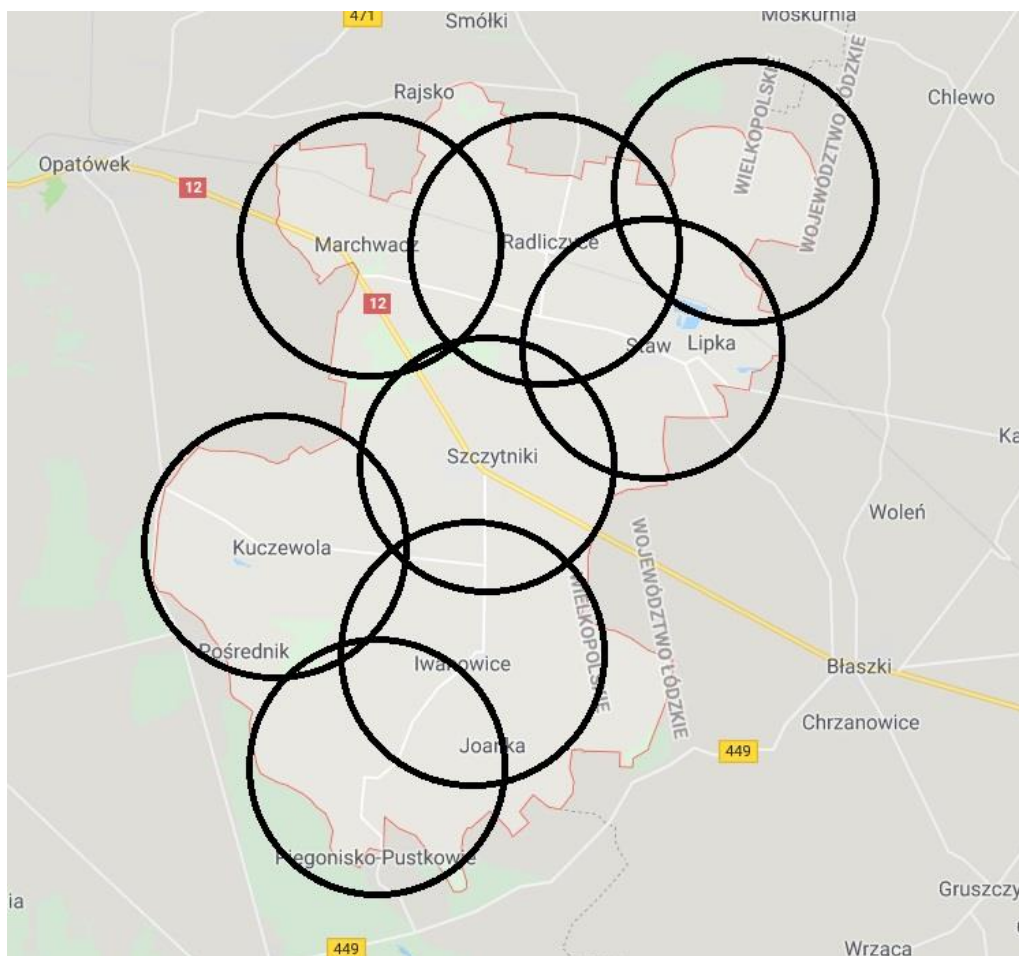 471
Smółki
Moskurnia
Rajsko
Chlewo
WIELKOPOLSKIE
WOJEWÓDZTWO ŁÓDZKIE
Opatówek
12
Marchwacz
Radliczyce
12
Staw
Lipka
Szczytniki
Ka
Woleń
Kuczewola
WIELKOPOLSKIE
WOJEWÓDZTWO ŁÓDZKIE
Pośrednik
Iwanowice
Błaszki
Chrzanowice
Joanka
449
Piegonisko-Pustkowie
Gruszczy
ia
449
Wrząca